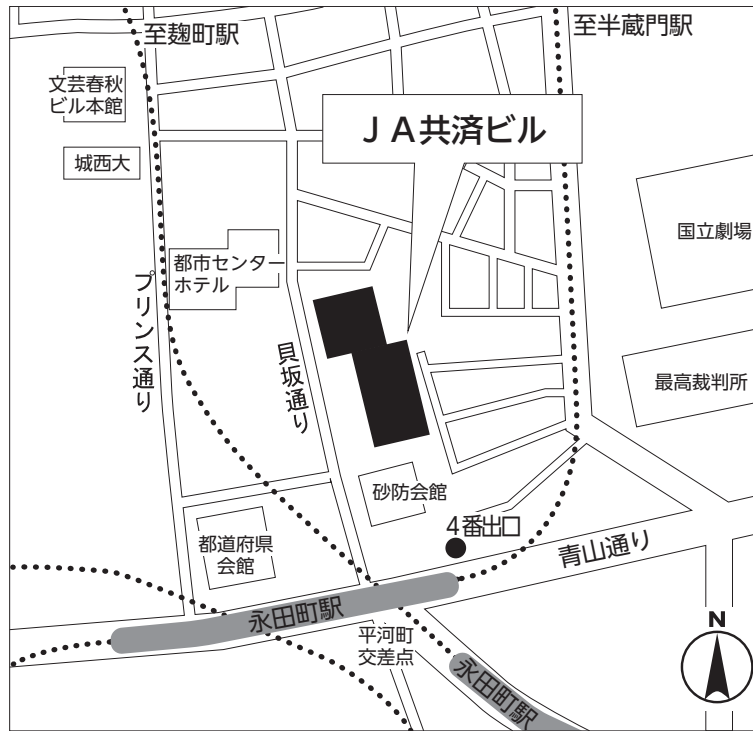 至麹町駅
至半蔵門駅
文芸春秋
ビル本館
JA共済ビル
城西大
国立劇場
都市センター
ホテル
プリンス通り
貝坂通り
最高裁判所
砂防会館
4番出口
都道府県
会館
青山通り
永田町駅
平河町
交差点
永田町駅
N